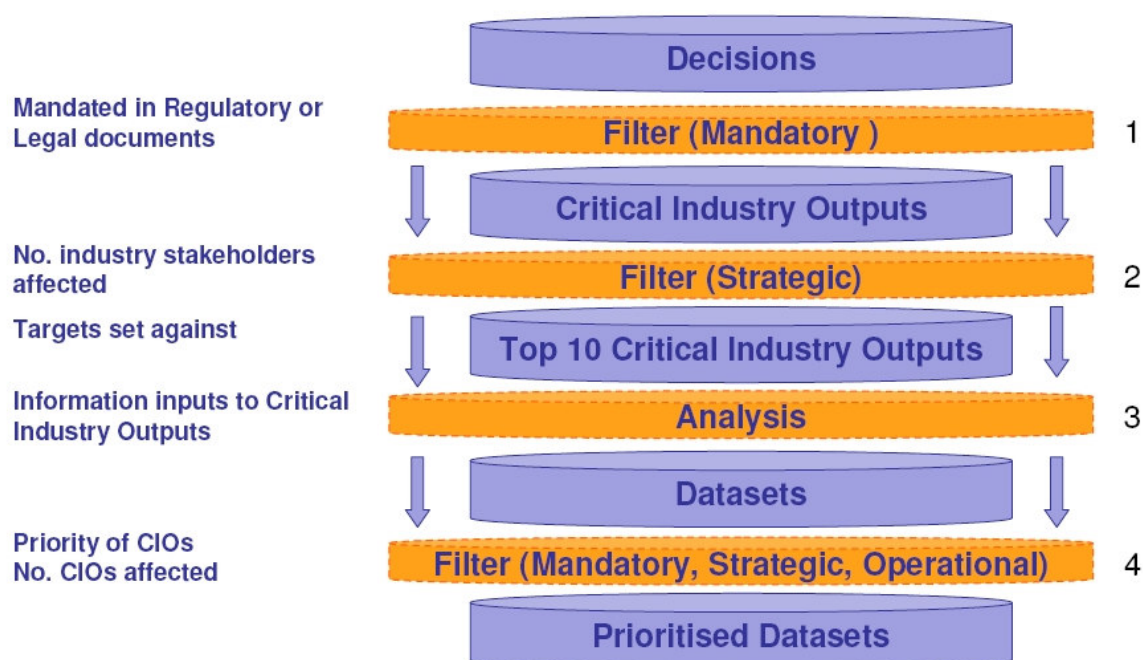 Decisions
Mandated in Regulatory or
Legal documents
Filter (Mandatory )
1
Critical Industry Outputs
No. industry stakeholders
affected
Filter (Strategic)
2
Targets set against
Top 10 Critical Industry Outputs
Information inputs to Critical
Industry Outputs
Analysis
3
Datasets
Priority of CIOs
No. CIOs affected
Filter (Mandatory, Strategic, Operational)
4
Prioritised Datasets